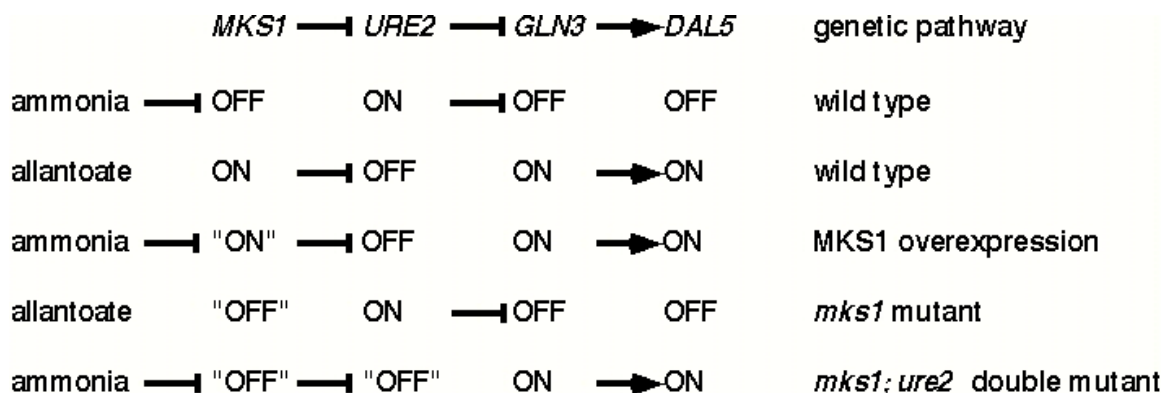 MKS1 URE2 GLN3 DAL5 genetic pathway
ammonia OFF ON OFF OFF wild type
allantoate ON OFF ON ON wild type
ammonia "ON" OFF ON ON MKS1 overexpression
allantoate "OFF" ON OFF OFF mks1 mutant
ammonia "OFF" "OFF" ON ON mks1; ure2 double mutant